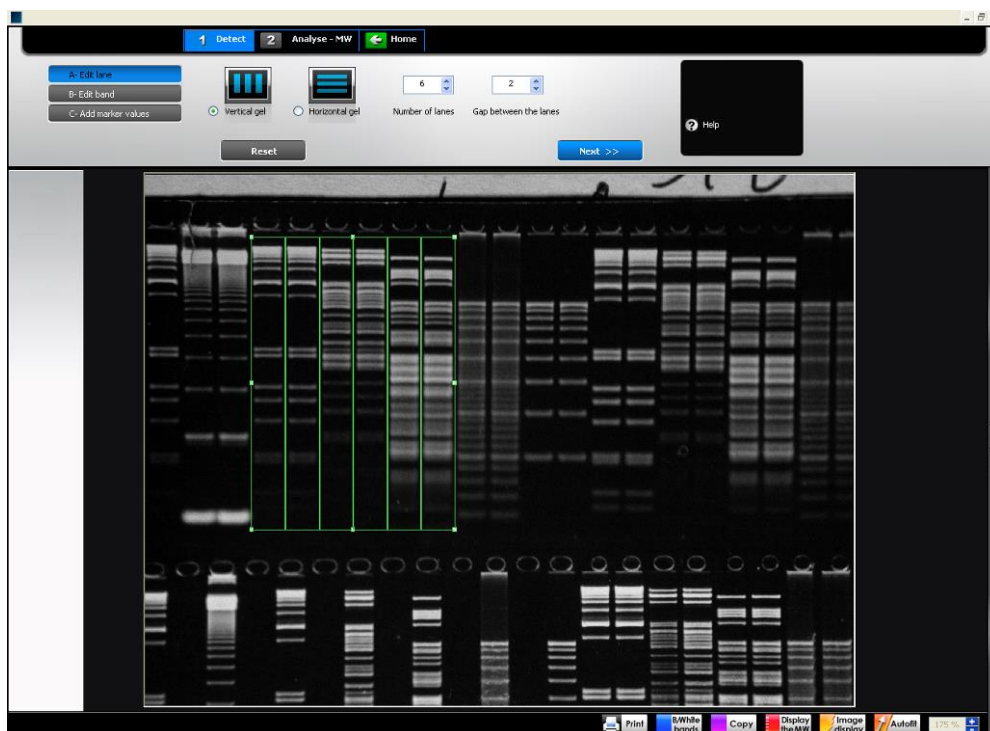 1 Detect 2 Analyse - MW Home
A- Edit lane
B- Edit band
C- Add marker values
6 2
Vertical gel Horizontal gel Number of lanes Gap between the lanes
? Help
Reset Next >>
Print B/White bands Copy Display the MW Image display Autofit 175 %